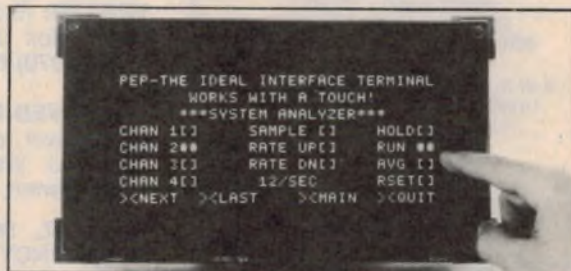 PEP-THE IDEAL INTERFACE TERMINAL
WORKS WITH A TOUCH!
***SYSTEM ANALYZER***
CHAN 1[] SAMPLE [] HOLD[]
CHAN 2## RATE UP[] RUN ##
CHAN 3[] RATE DN[] AVG []
CHAN 4[] 12/SEC RSET[]
><NEXT ><LAST ><MAIN ><QUIT